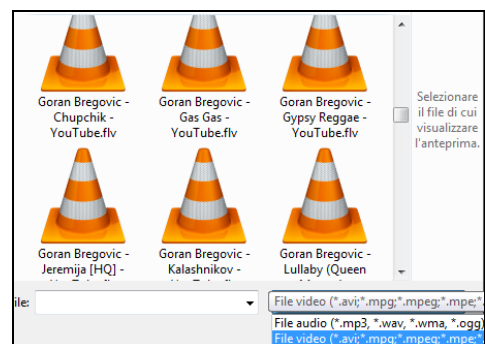 Goran Bregovic -
Chupchik -
YouTube.flv
Goran Bregovic -
Gas Gas -
YouTube.flv
Goran Bregovic -
Gypsy Reggae -
YouTube.flv
Selezionare
il file di cui
visualizzare
l'anteprima.
Goran Bregovic -
Jeremija [HQ] -
Goran Bregovic -
Kalashnikov -
Goran Bregovic -
Lullaby (Queen
ile:
File video (*.avi;*.mpg;*.mpeg;*.mpe;*.
File audio (*.mp3, *.wav, *.wma, *.ogg)
File video (*.avi;*.mpg;*.mpeg;*.mpe;*.